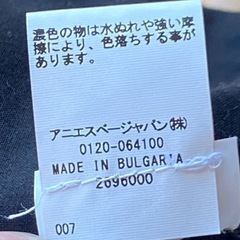 濃色の物は水ぬれや強い摩
擦により、色落ちする事が
あります。
アニエスベージャパン(株)
0120-064100
MADE IN BULGARIA
2696000
007